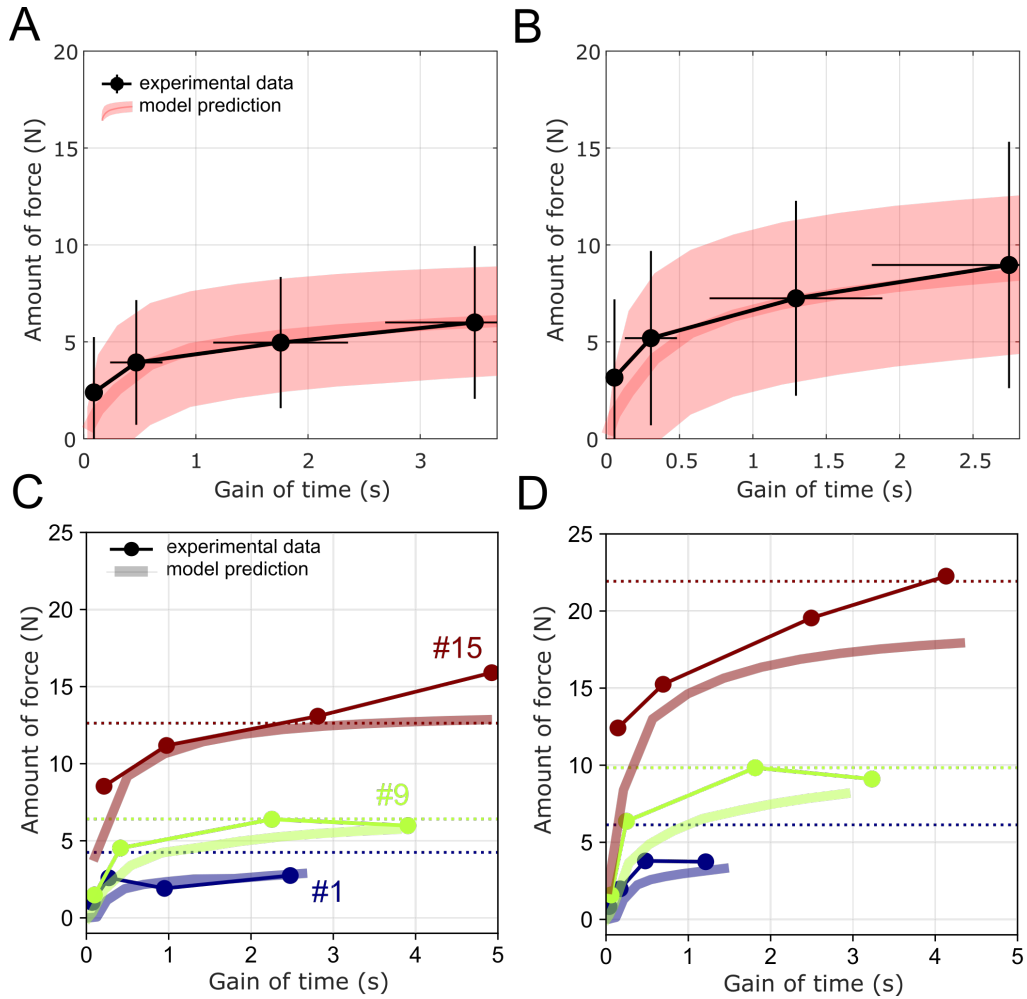 A
20
15
10
5
0
experimental data
model prediction
Amount of force (N)
0
1
2
3
Gain of time (s)
B
20
15
10
5
0
Amount of force (N)
0
0.5
1
1.5
2
2.5
Gain of time (s)
C
25
20
15
10
5
0
experimental data
model prediction
#15
#9
#1
Amount of force (N)
0
1
2
3
4
5
Gain of time (s)
D
25
20
15
10
5
0
Amount of force (N)
0
1
2
3
4
5
Gain of time (s)